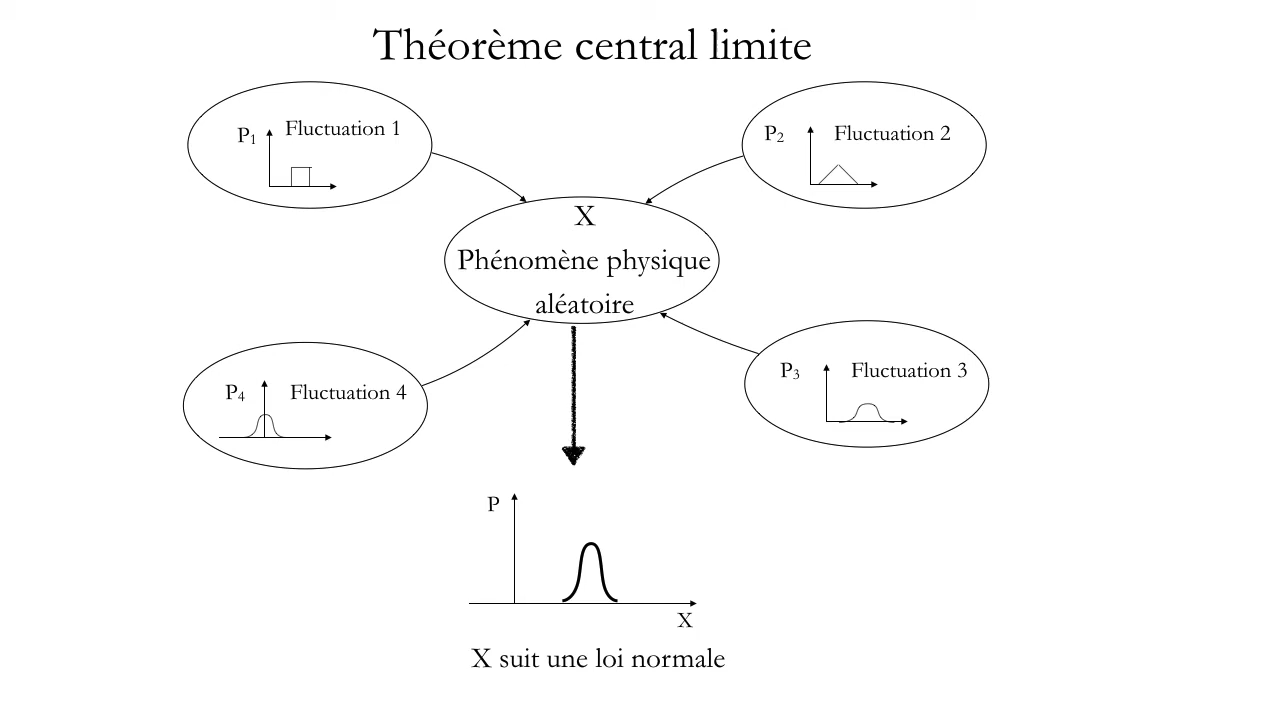 Théorème central limite
P1 Fluctuation 1
P2 Fluctuation 2
X
Phénomène physique
aléatoire
P4 Fluctuation 4
P3 Fluctuation 3
P
X
X suit une loi normale